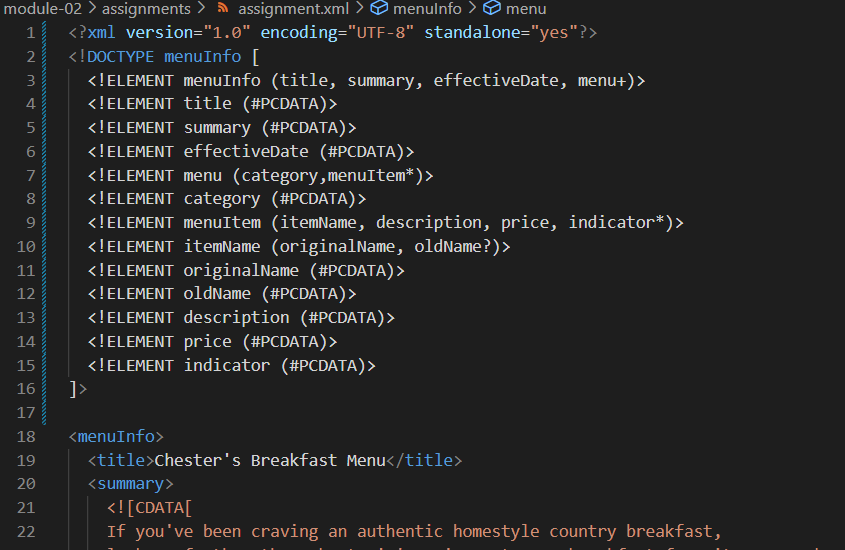 module-02 > assignments > assignment.xml > menuInfo > menu
1 <?xml version="1.0" encoding="UTF-8" standalone="yes"?>
2 <!DOCTYPE menuInfo [
3 <!ELEMENT menuInfo (title, summary, effectiveDate, menu+)>
4 <!ELEMENT title (#PCDATA)>
5 <!ELEMENT summary (#PCDATA)>
6 <!ELEMENT effectiveDate (#PCDATA)>
7 <!ELEMENT menu (category,menuItem*)>
8 <!ELEMENT category (#PCDATA)>
9 <!ELEMENT menuItem (itemName, description, price, indicator*)>
10 <!ELEMENT itemName (originalName, oldName?)>
11 <!ELEMENT originalName (#PCDATA)>
12 <!ELEMENT oldName (#PCDATA)>
13 <!ELEMENT description (#PCDATA)>
14 <!ELEMENT price (#PCDATA)>
15 <!ELEMENT indicator (#PCDATA)>
16 ]>
17
18 <menuInfo>
19 <title>Chester's Breakfast Menu</title>
20 <summary>
21 <![CDATA[
22 If you've been craving an authentic homestyle country breakfast,